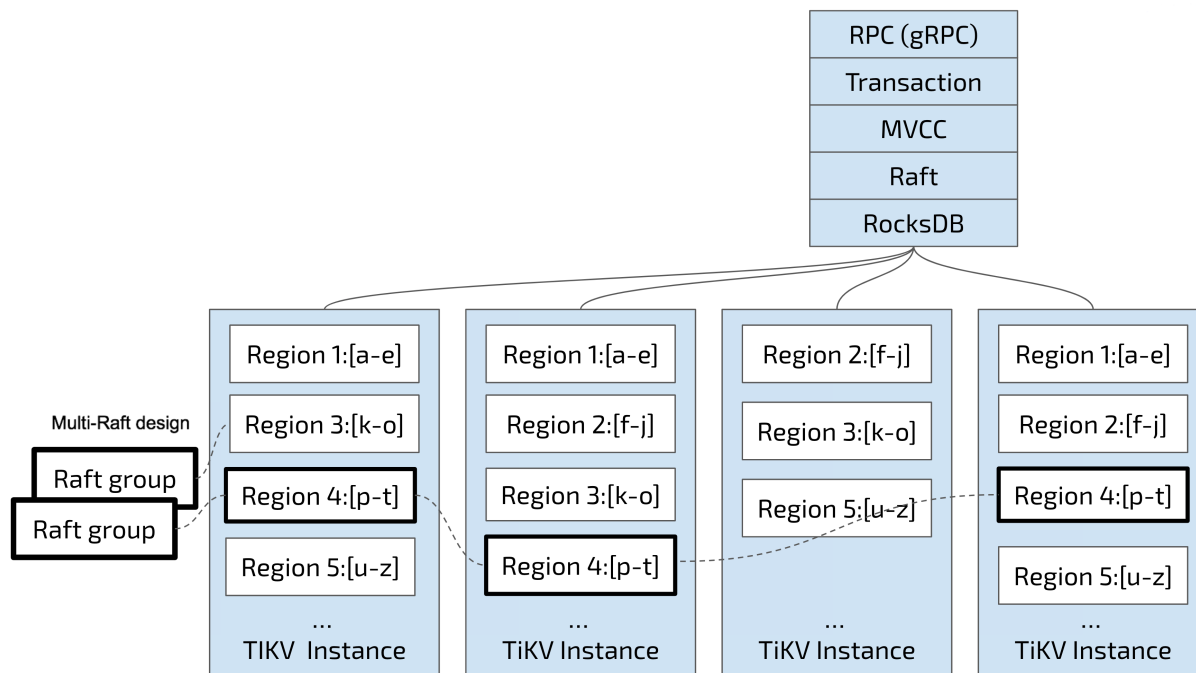 RPC (gRPC)
Transaction
MVCC
Raft
RocksDB
Multi-Raft design
Raft group
Raft group
Region 1:[a-e]
Region 3:[k-o]
Region 4:[p-t]
Region 5:[u-z]
...
TIKV Instance
Region 1:[a-e]
Region 2:[f-j]
Region 3:[k-o]
Region 4:[p-t]
...
TiKV Instance
Region 2:[f-j]
Region 3:[k-o]
Region 5:[u-z]
...
TiKV Instance
Region 1:[a-e]
Region 2:[f-j]
Region 4:[p-t]
Region 5:[u-z]
...
TiKV Instance